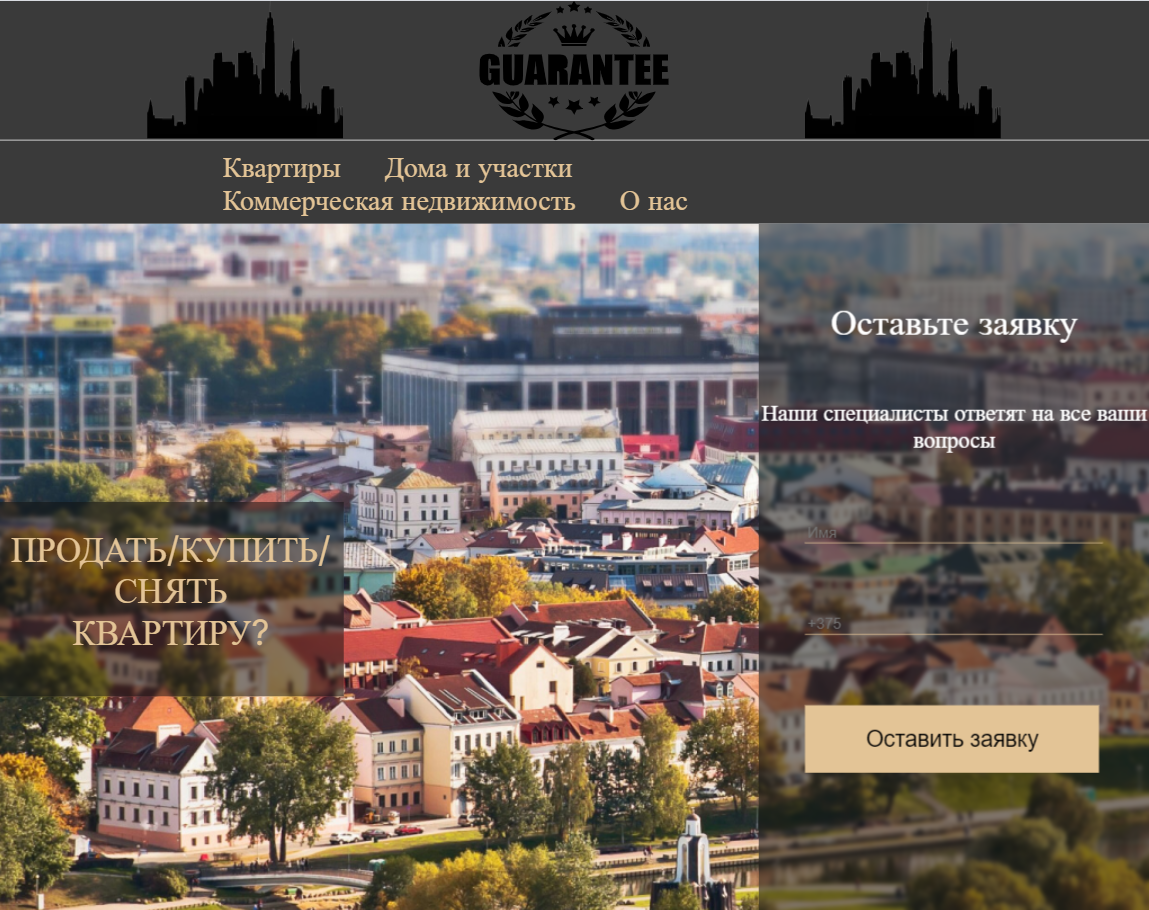 GUARANTEE
Квартиры Дома и участки
Коммерческая недвижимость О нас
Оставьте заявку
Наши специалисты ответят на все ваши
вопросы
ПРОДАТЬ/КУПИТЬ/
СНЯТЬ
КВАРТИРУ?
Имя
+375
Оставить заявку